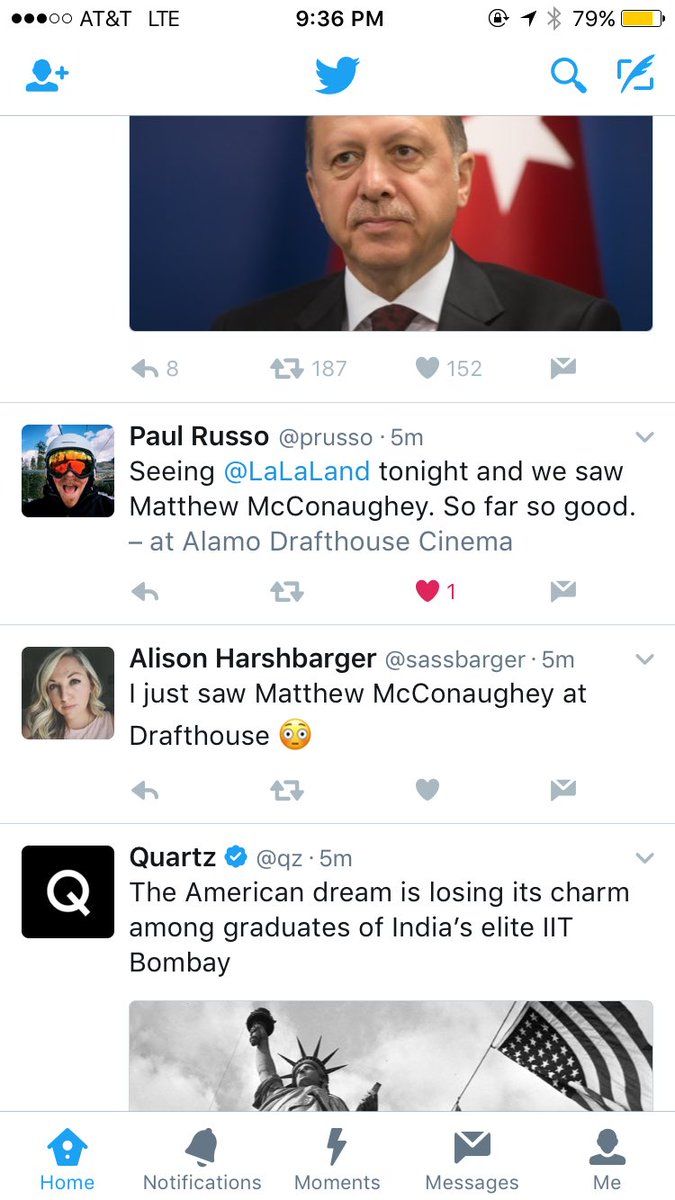 AT&T LTE 9:36 PM 79%
8 187 152
Paul Russo @prusso · 5m
Seeing @LaLaLand tonight and we saw
Matthew McConaughey. So far so good.
– at Alamo Drafthouse Cinema
1
Alison Harshbarger @sassbarger · 5m
I just saw Matthew McConaughey at
Drafthouse 😳
Q
Quartz @qz · 5m
The American dream is losing its charm
among graduates of India’s elite IIT
Bombay
Home Notifications Moments Messages Me